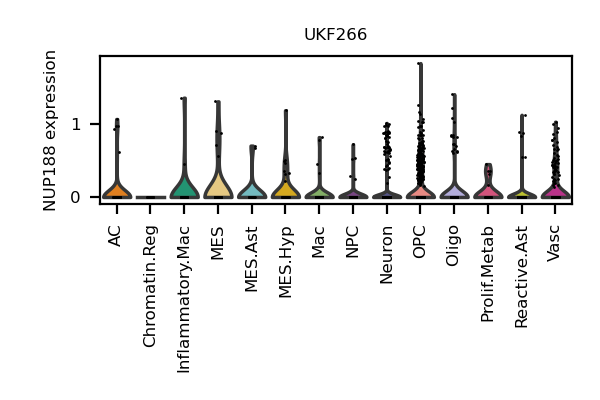 UKF266
NUP188 expression
1
0
AC
Chromatin.Reg
Inflammatory.Mac
MES
MES.Ast
MES.Hyp
Mac
NPC
Neuron
OPC
Oligo
Prolif.Metab
Reactive.Ast
Vasc